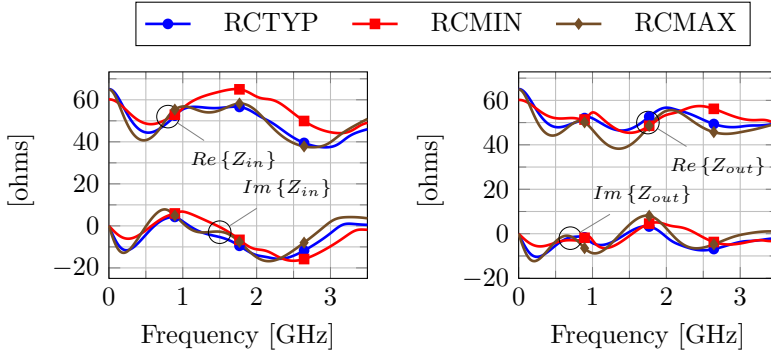 RCTYP RCMIN RCMAX
60
40
20
0
−20
[ohms]
Re {Z_in}
Im {Z_in}
0 1 2 3
Frequency [GHz]
60
40
20
0
−20
[ohms]
Re {Z_out}
Im {Z_out}
0 1 2 3
Frequency [GHz]